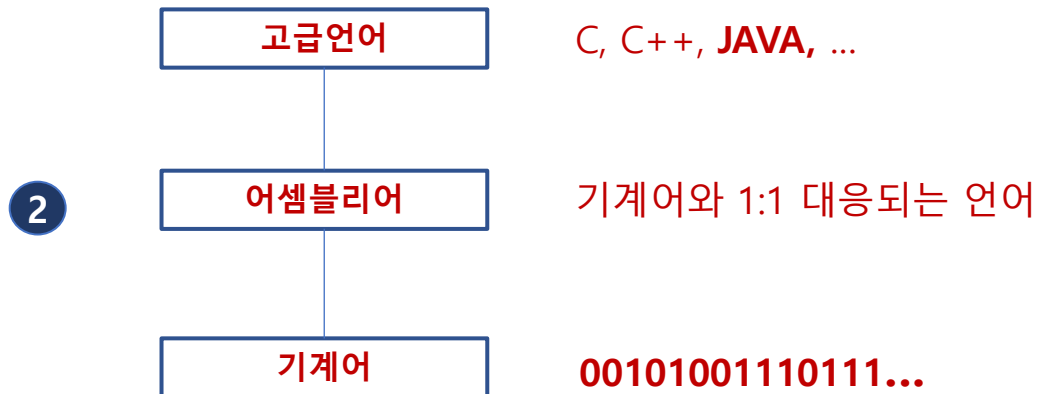 고급언어
C, C++, JAVA, ...
2
어셈블리어
기계어와 1:1 대응되는 언어
기계어
00101001110111...